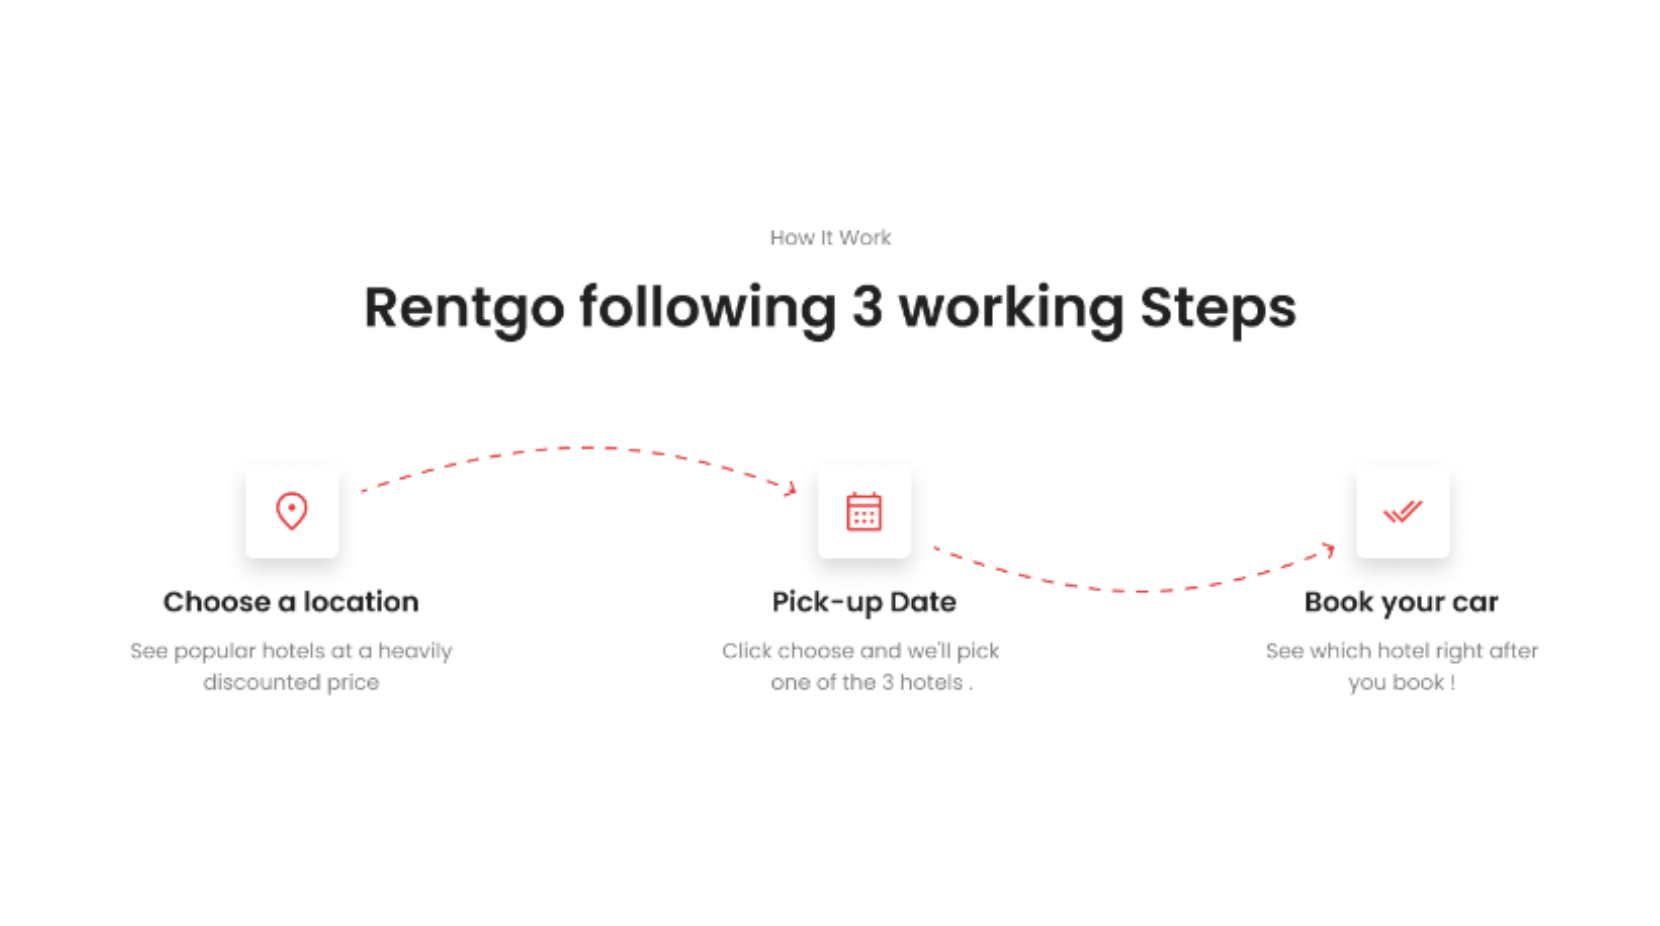 How It Work
Rentgo following 3 working Steps
Choose a location
See popular hotels at a heavily
discounted price
Pick-up Date
Click choose and we'll pick
one of the 3 hotels .
Book your car
See which hotel right after
you book !